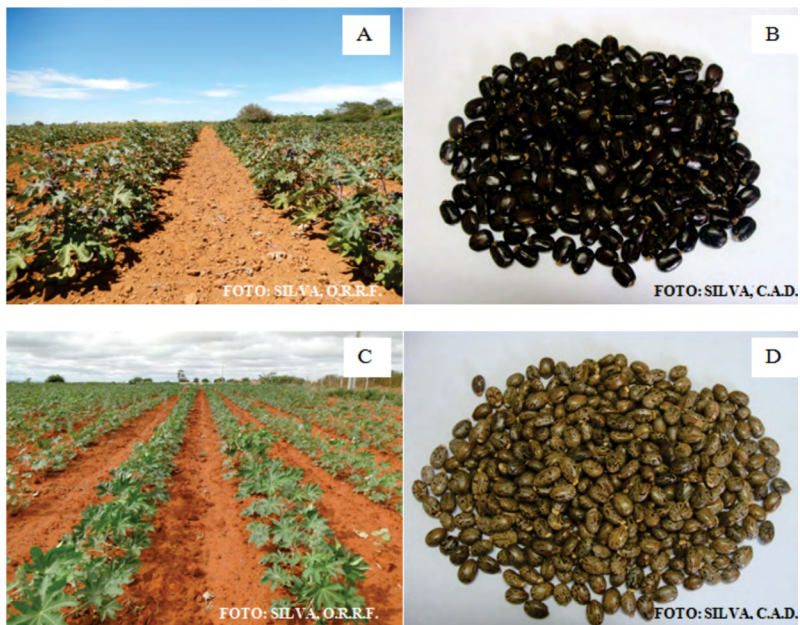 A
B
FOTO: SILVA, O.R.R.F.
FOTO: SILVA, C.A.D.
C
D
FOTO: SILVA, O.R.R.F.
FOTO: SILVA, C.A.D.